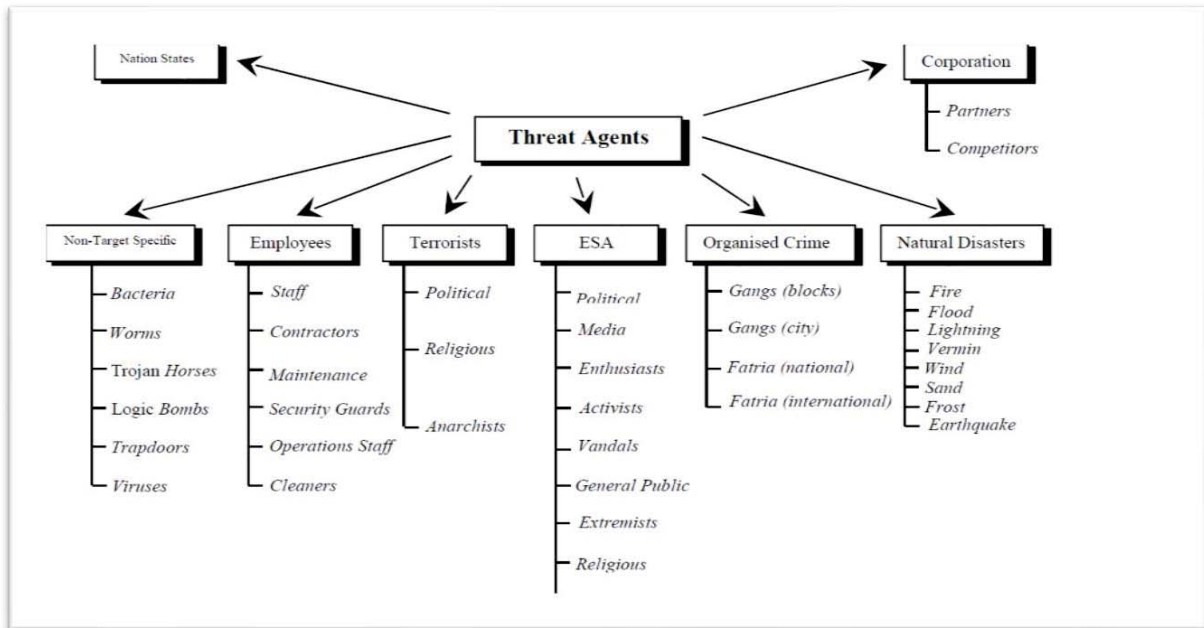 Nation States
Corporation
Partners
Competitors
Threat Agents
Non-Target Specific
Bacteria
Worms
Trojan Horses
Logic Bombs
Trapdoors
Viruses
Employees
Staff
Contractors
Maintenance
Security Guards
Operations Staff
Cleaners
Terrorists
Political
Religious
Anarchists
ESA
Political
Media
Enthusiasts
Activists
Vandals
General Public
Extremists
Religious
Organised Crime
Gangs (blocks)
Gangs (city)
Fatria (national)
Fatria (international)
Natural Disasters
Fire
Flood
Lightning
Vermin
Wind
Sand
Frost
Earthquake